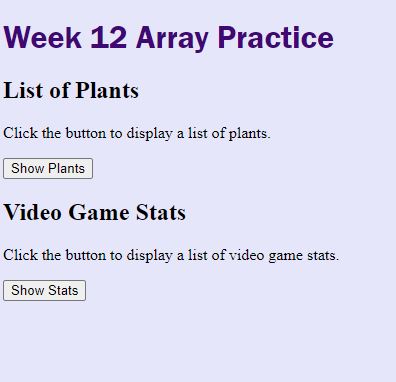 Week 12 Array Practice
List of Plants
Click the button to display a list of plants.
Show Plants
Video Game Stats
Click the button to display a list of video game stats.
Show Stats